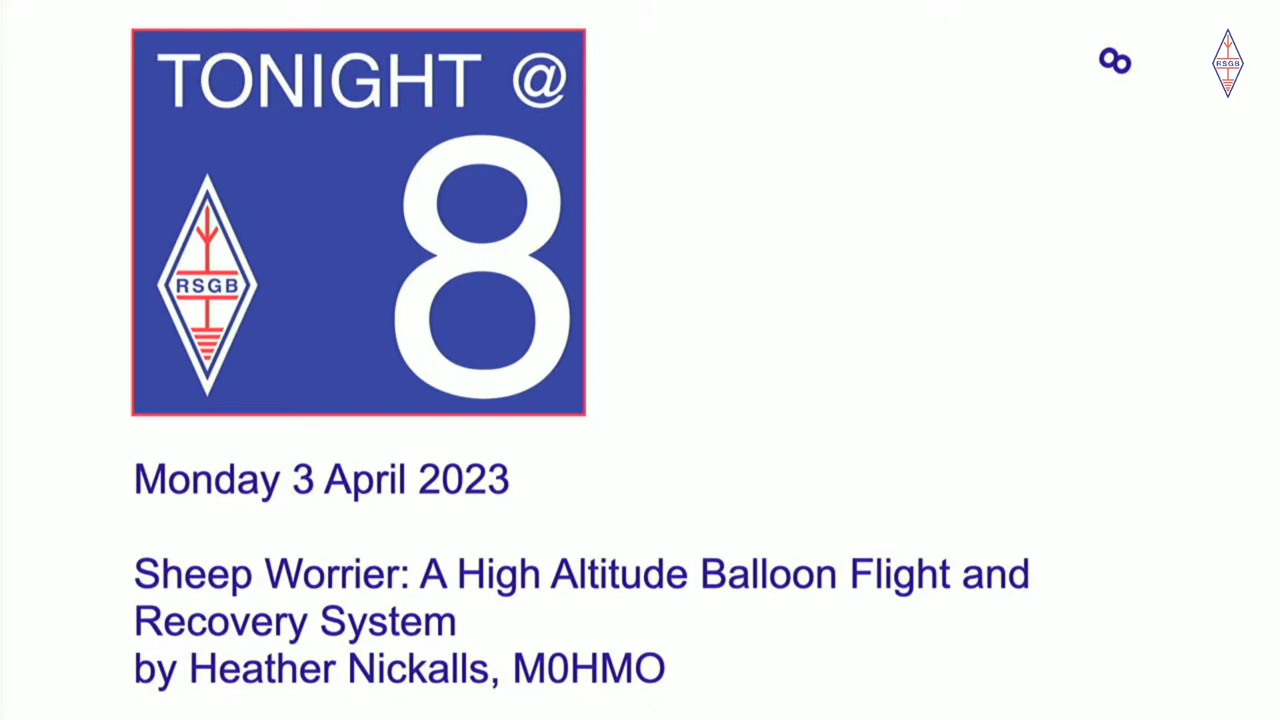 TONIGHT @
8
RSGB
RSGB
Monday 3 April 2023
Sheep Worrier: A High Altitude Balloon Flight and
Recovery System
by Heather Nickalls, M0HMO